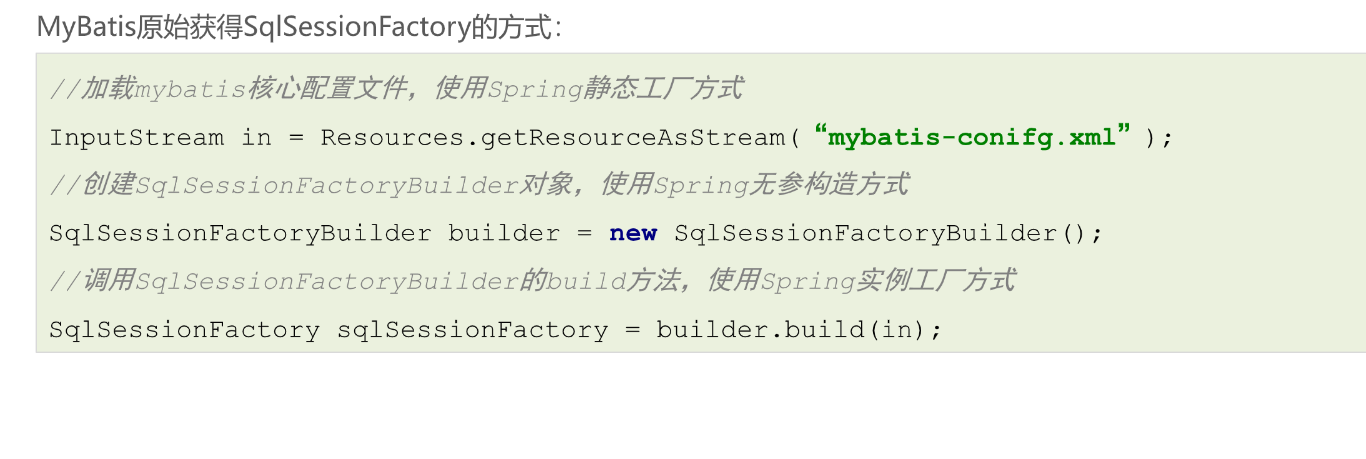 MyBatis原始获得SqlSessionFactory的方式：
//加载mybatis核心配置文件，使用Spring静态工厂方式
InputStream in = Resources.getResourceAsStream(“mybatis-conifg.xml”);
//创建SqlSessionFactoryBuilder对象，使用Spring无参构造方式
SqlSessionFactoryBuilder builder = new SqlSessionFactoryBuilder();
//调用SqlSessionFactoryBuilder的build方法，使用Spring实例工厂方式
SqlSessionFactory sqlSessionFactory = builder.build(in);